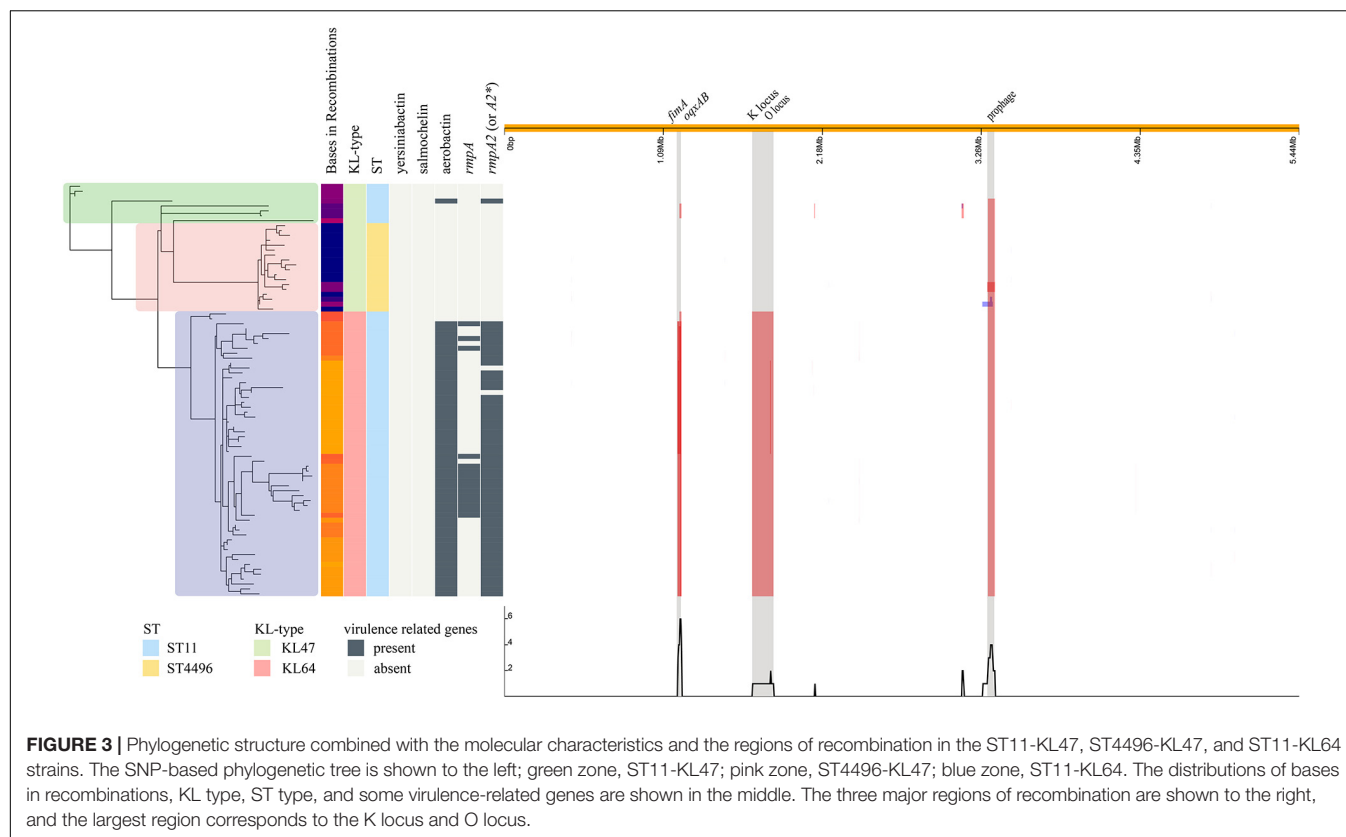 Bases in Recombinations
KL-type
ST
yersiniabactin
salmochelin
aerobactin
rmpA
rmpA2 (or A2*)
fimA
oqxAB
K locus
O locus
prophage
0bp
1.09Mb
2.18Mb
3.26Mb
4.35Mb
5.44Mb
6
4
2
ST
ST11
ST4496
KL-type
KL47
KL64
virulence related genes
present
absent
FIGURE 3 | Phylogenetic structure combined with the molecular characteristics and the regions of recombination in the ST11-KL47, ST4496-KL47, and ST11-KL64
strains. The SNP-based phylogenetic tree is shown to the left; green zone, ST11-KL47; pink zone, ST4496-KL47; blue zone, ST11-KL64. The distributions of bases
in recombinations, KL type, ST type, and some virulence-related genes are shown in the middle. The three major regions of recombination are shown to the right,
and the largest region corresponds to the K locus and O locus.